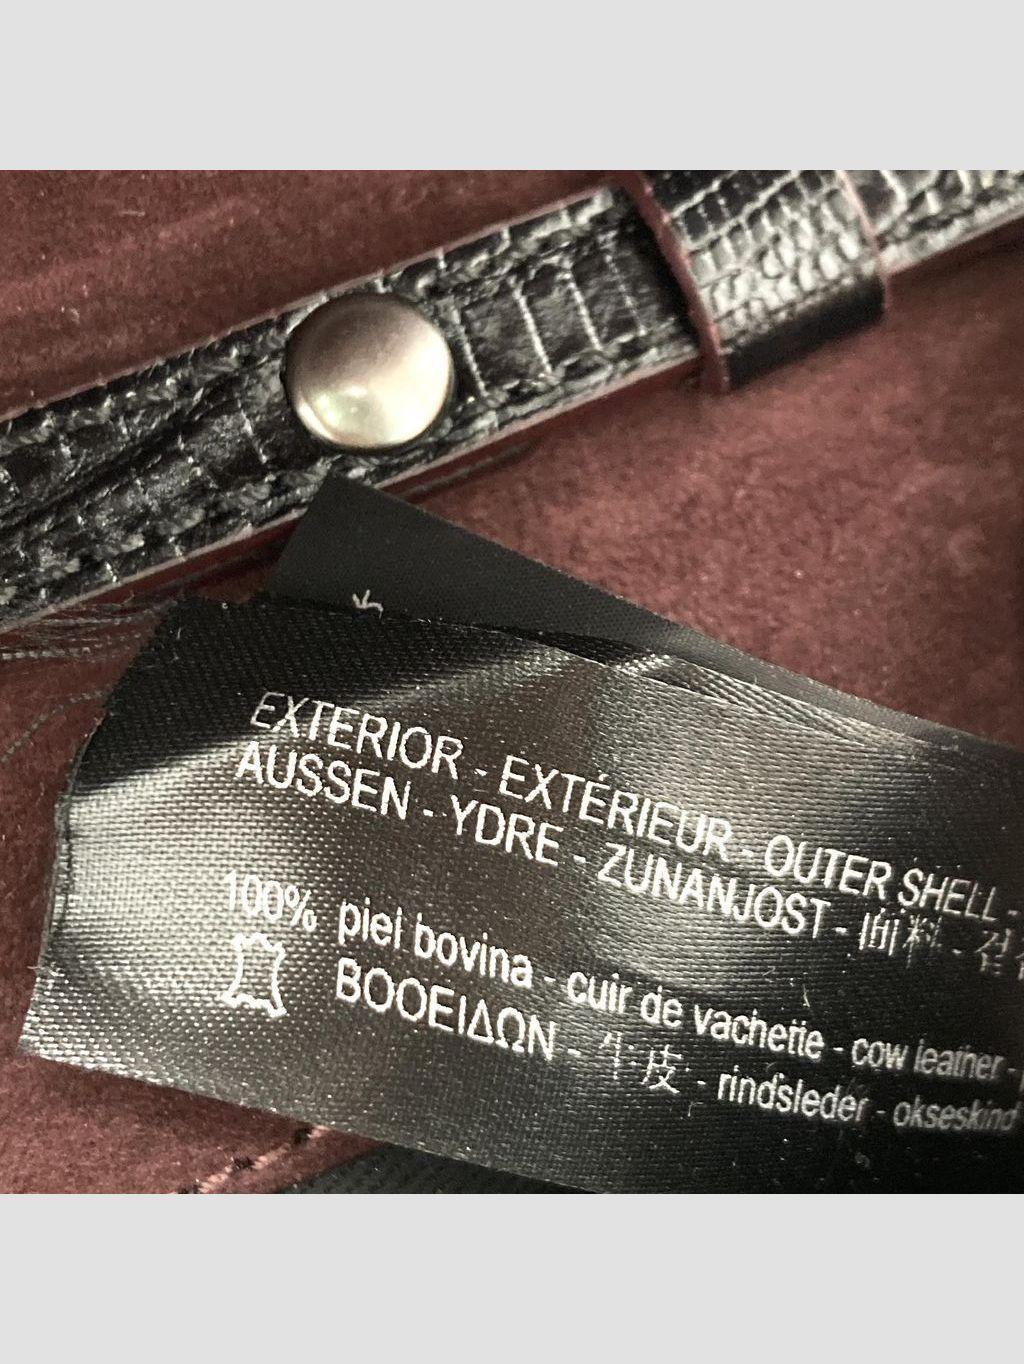 EXTERIOR - EXTÉRIEUR - OUTER SHELL -
AUSSEN - YDRE - ZUNANJOST - 面料 -
100% piel bovina - cuir de vachette - cow leather -
ΒΟΟΕΙΔΩΝ - 牛皮 - rindsleder - okseskind